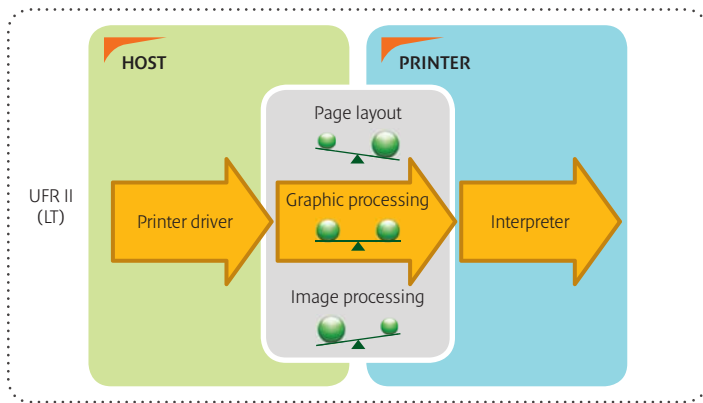 HOST
PRINTER
Page layout
UFR II
(LT)
Printer driver
Graphic processing
Interpreter
Image processing